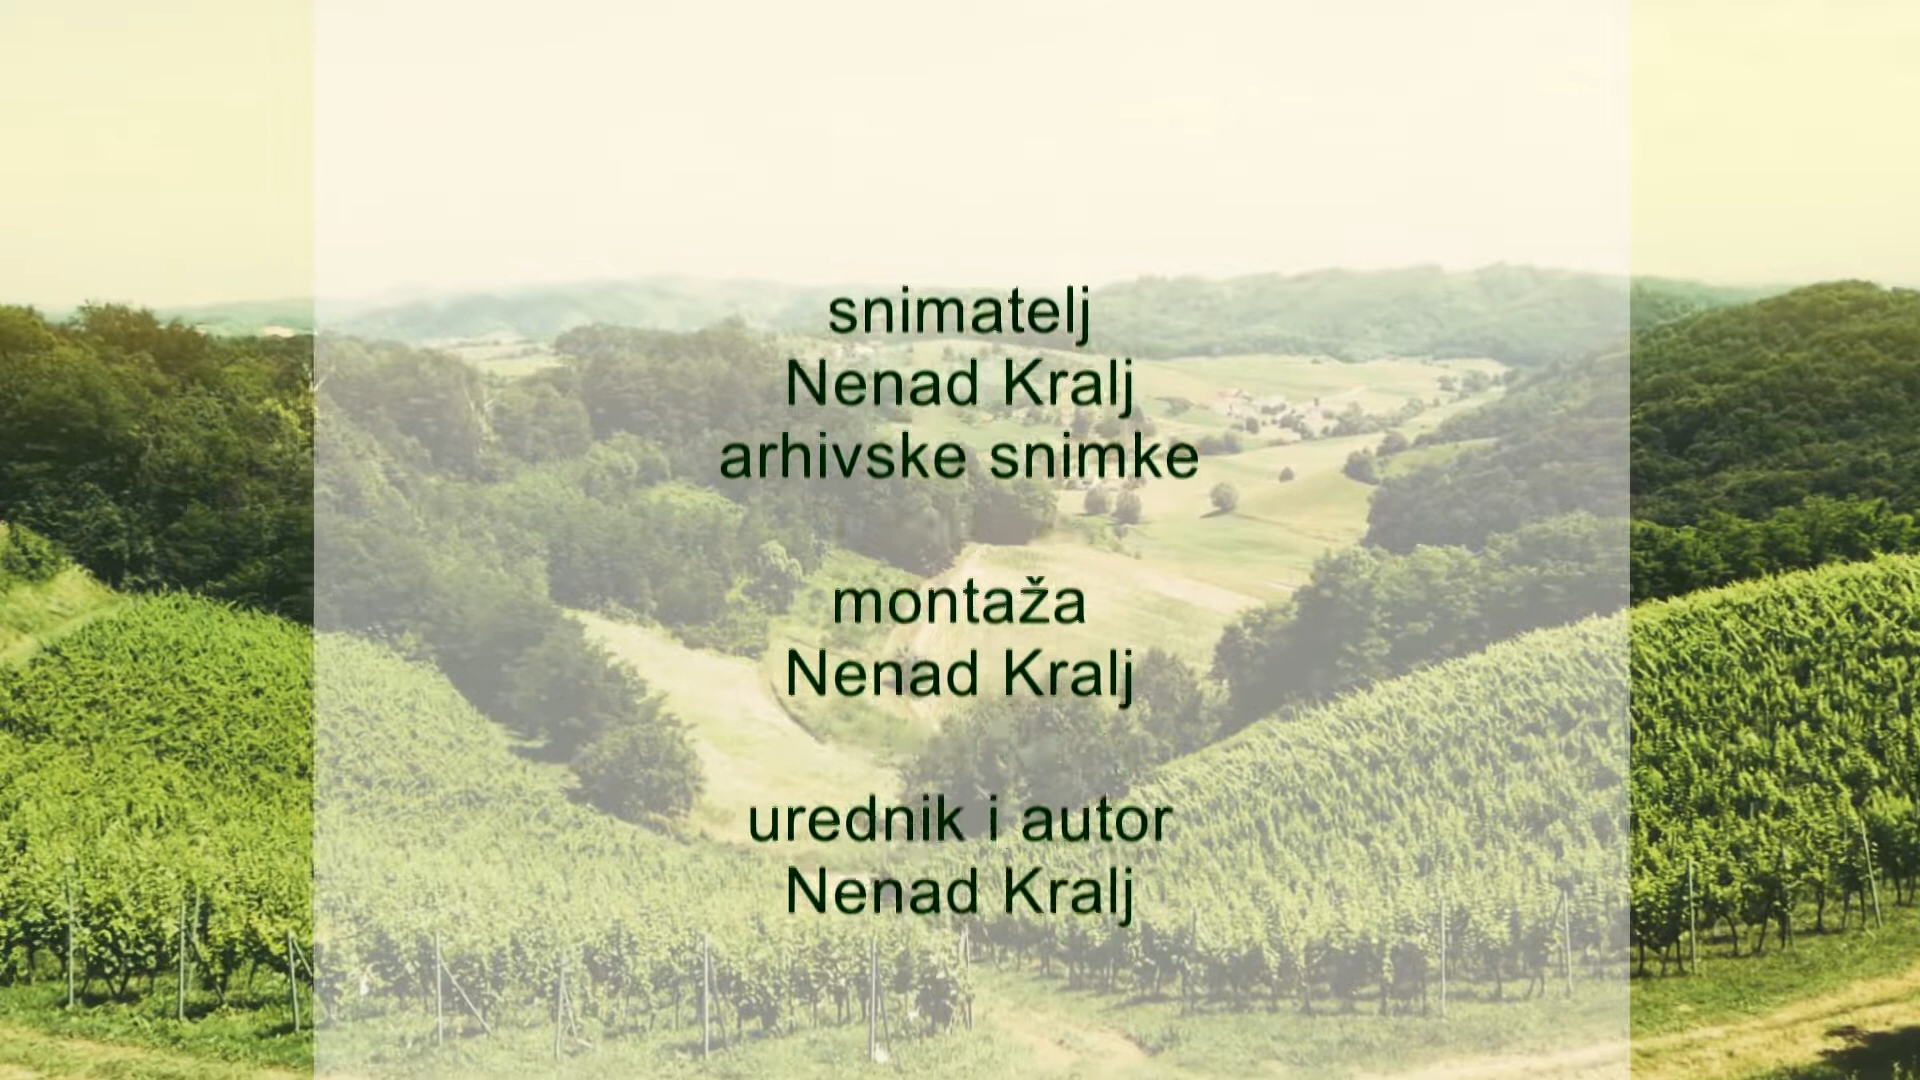 snimatelj
Nenad Kralj
arhivske snimke
montaža
Nenad Kralj
urednik i autor
Nenad Kralj